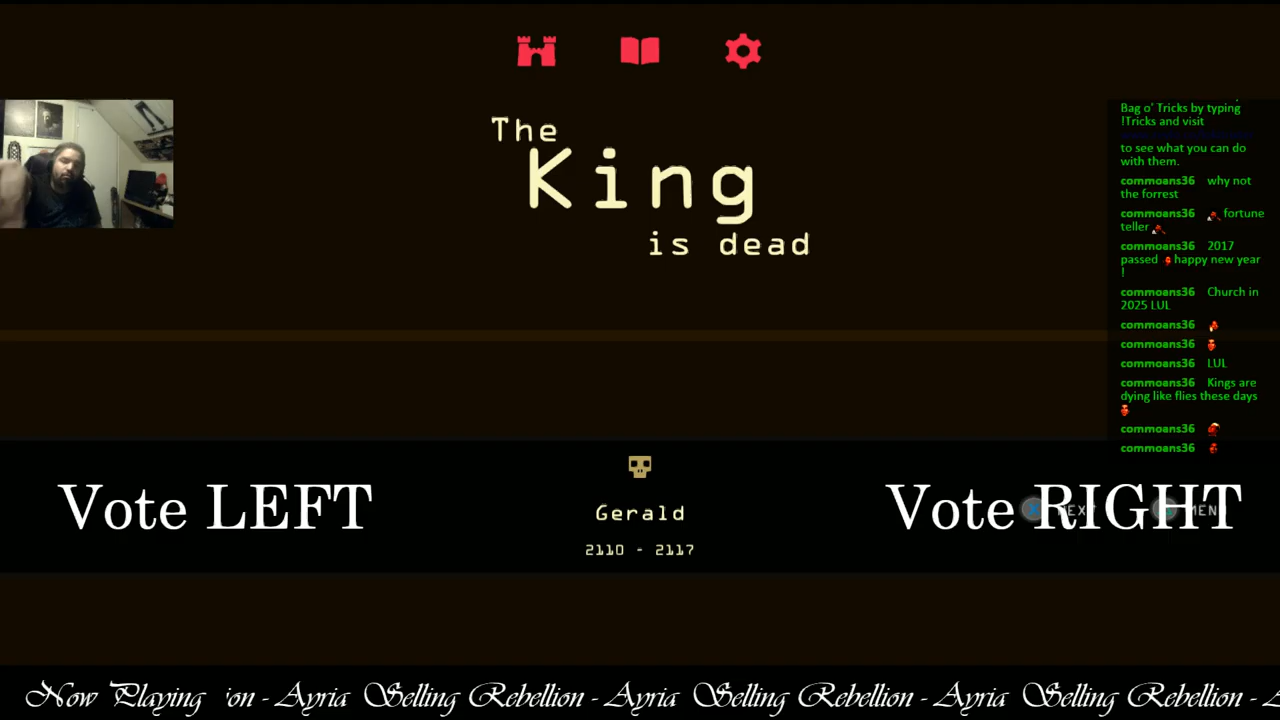 The
King
is dead
Bag o' Tricks by typing
!Tricks and visit
to see what you can do
with them.
commoans36 why not
the forrest
commoans36 fortune
teller
commoans36 2017
passed happy new year
!
commoans36 Church in
2025 LUL
commoans36
commoans36
commoans36 LUL
commoans36 Kings are
dying like flies these days
commoans36
commoans36
Vote LEFT
Gerald
2110 - 2117
Vote RIGHT
NEXT
MENU
Now Playing 'on - Ayria Selling Rebellion - Ayria Selling Rebellion - Ayria Selling Rebellion - A